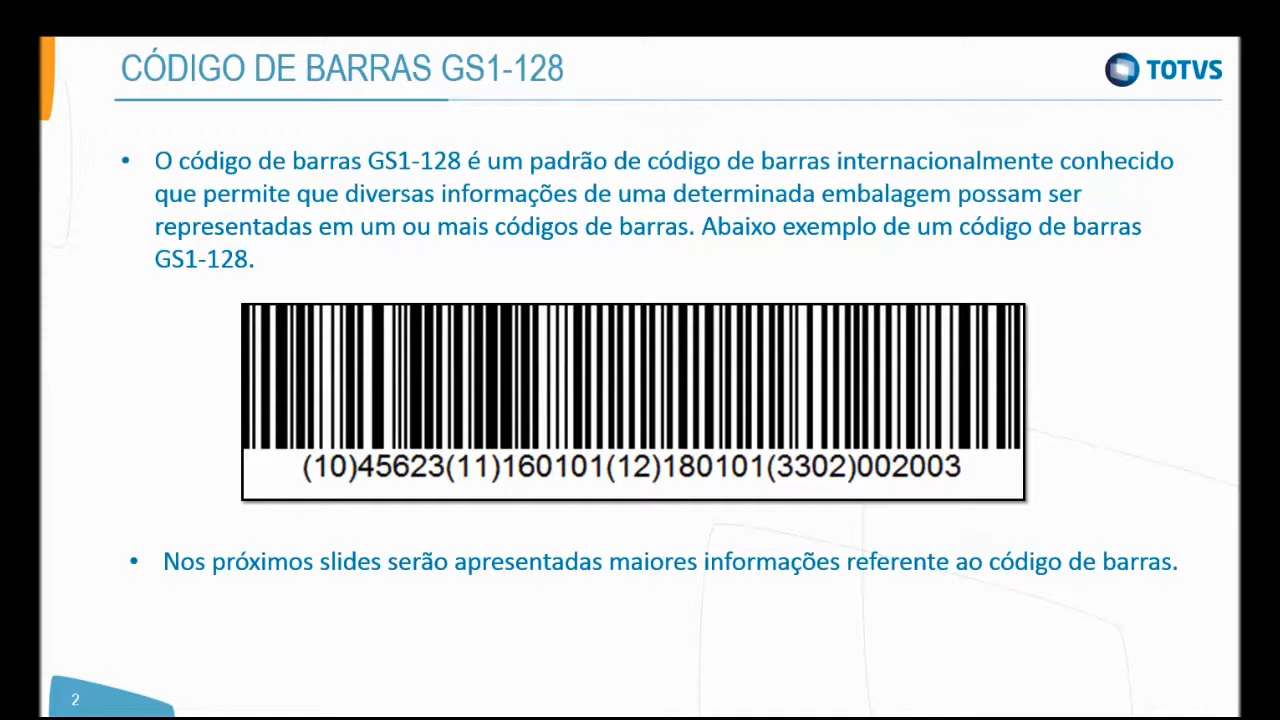 CÓDIGO DE BARRAS GS1-128
TOTVS
• O código de barras GS1-128 é um padrão de código de barras internacionalmente conhecido
que permite que diversas informações de uma determinada embalagem possam ser
representadas em um ou mais códigos de barras. Abaixo exemplo de um código de barras
GS1-128.
(10)45623(11)160101(12)180101(3302)002003
• Nos próximos slides serão apresentadas maiores informações referente ao código de barras.
2